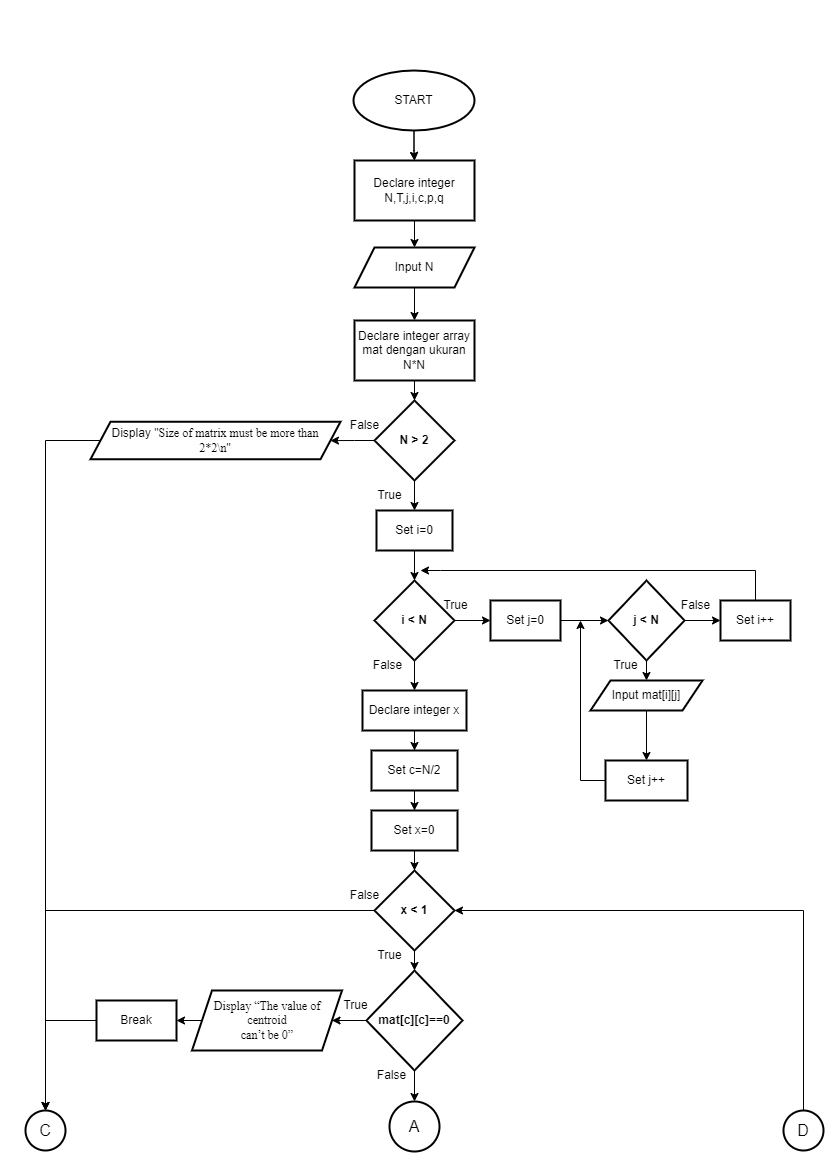 START
Declare integer
N,T,j,i,c,p,q
Input N
Declare integer array
mat dengan ukuran
N*N
N > 2
False
Display "Size of matrix must be more than
2*2\n"
True
Set i=0
i < N
True
Set j=0
j < N
False
Set i++
True
Input mat[i][j]
Set j++
False
Declare integer x
Set c=N/2
Set x=0
x < 1
False
True
mat[c][c]==0
True
Display “The value of
centroid
can’t be 0”
Break
False
C
A
D